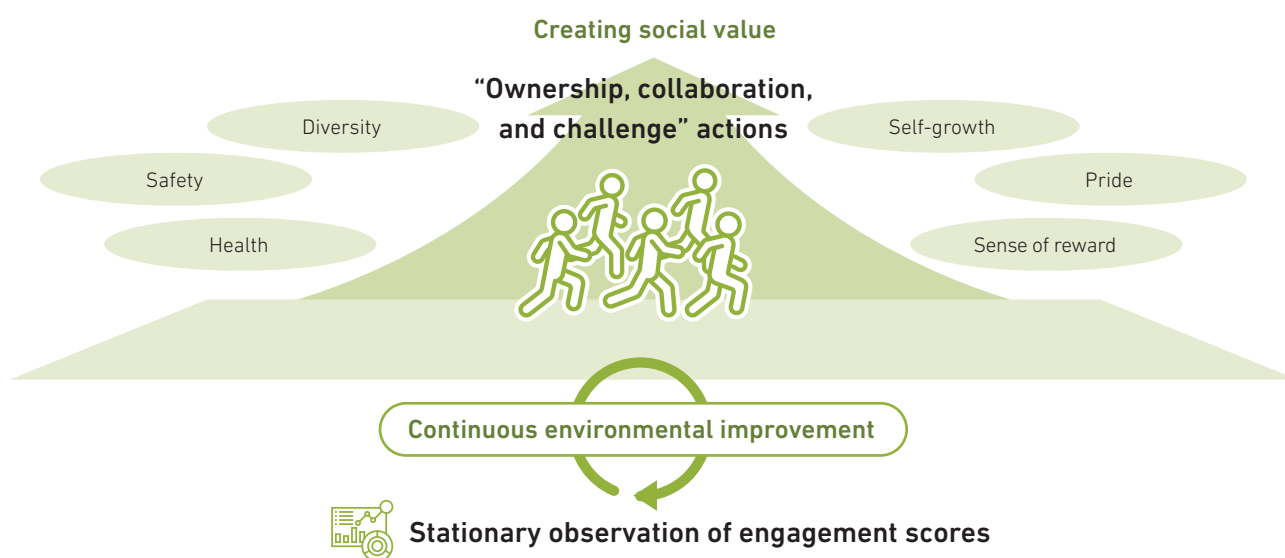 Creating social value
“Ownership, collaboration,
and challenge” actions
Diversity
Safety
Health
Self-growth
Pride
Sense of reward
Continuous environmental improvement
Stationary observation of engagement scores